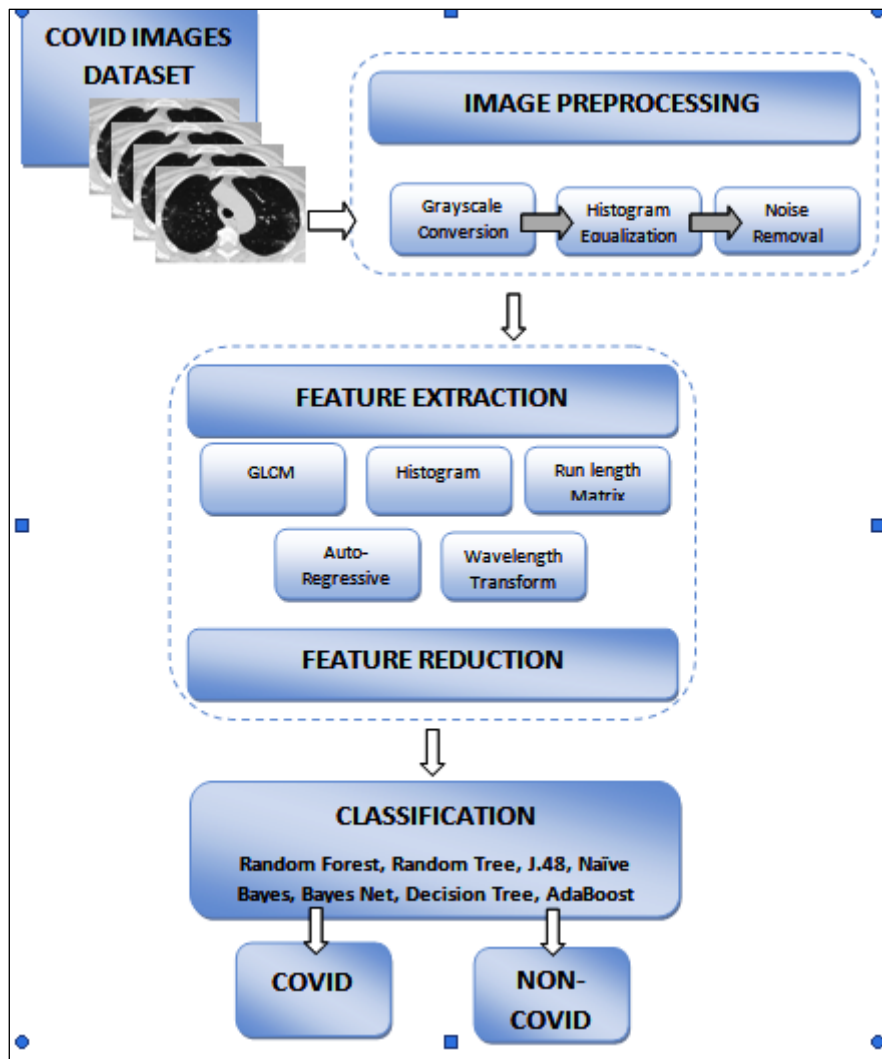 COVID IMAGES
DATASET
IMAGE PREPROCESSING
Grayscale
Conversion
Histogram
Equalization
Noise
Removal
FEATURE EXTRACTION
GLCM
Histogram
Run length
Matrix
Auto-
Regressive
Wavelength
Transform
FEATURE REDUCTION
CLASSIFICATION
Random Forest, Random Tree, J.48, Naïve
Bayes, Bayes Net, Decision Tree, AdaBoost
COVID
NON-
COVID